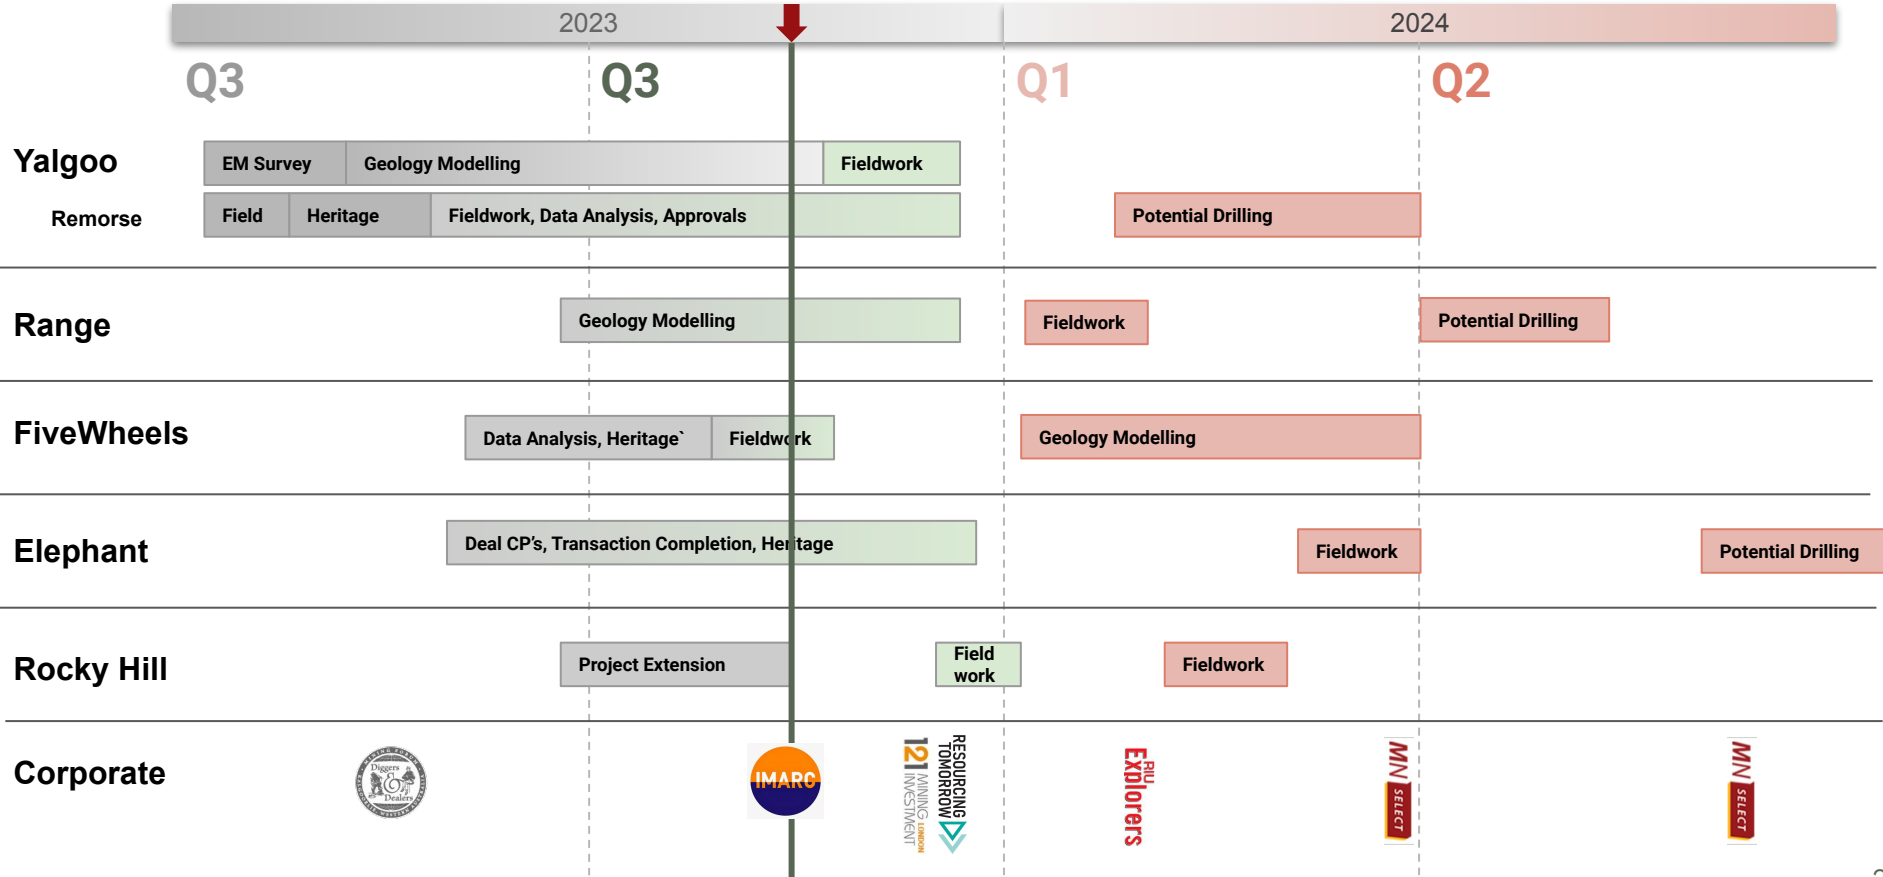 2023
2024
Q3
Q3
Q1
Q2
Yalgoo
EM Survey
Geology Modelling
Fieldwork
Remorse
Field
Heritage
Fieldwork, Data Analysis, Approvals
Potential Drilling
Range
Geology Modelling
Fieldwork
Potential Drilling
FiveWheels
Data Analysis, Heritage`
Fieldwork
Geology Modelling
Elephant
Deal CP's, Transaction Completion, Heritage
Fieldwork
Potential Drilling
Rocky Hill
Project Extension
Field
work
Fieldwork
Corporate
Diggers
&
Dealers
IMARC
121 MINING LONDON
INVESTMENT
RESOURCING
TOMORROW
RIU
Explorers
MN SELECT
MN SELECT